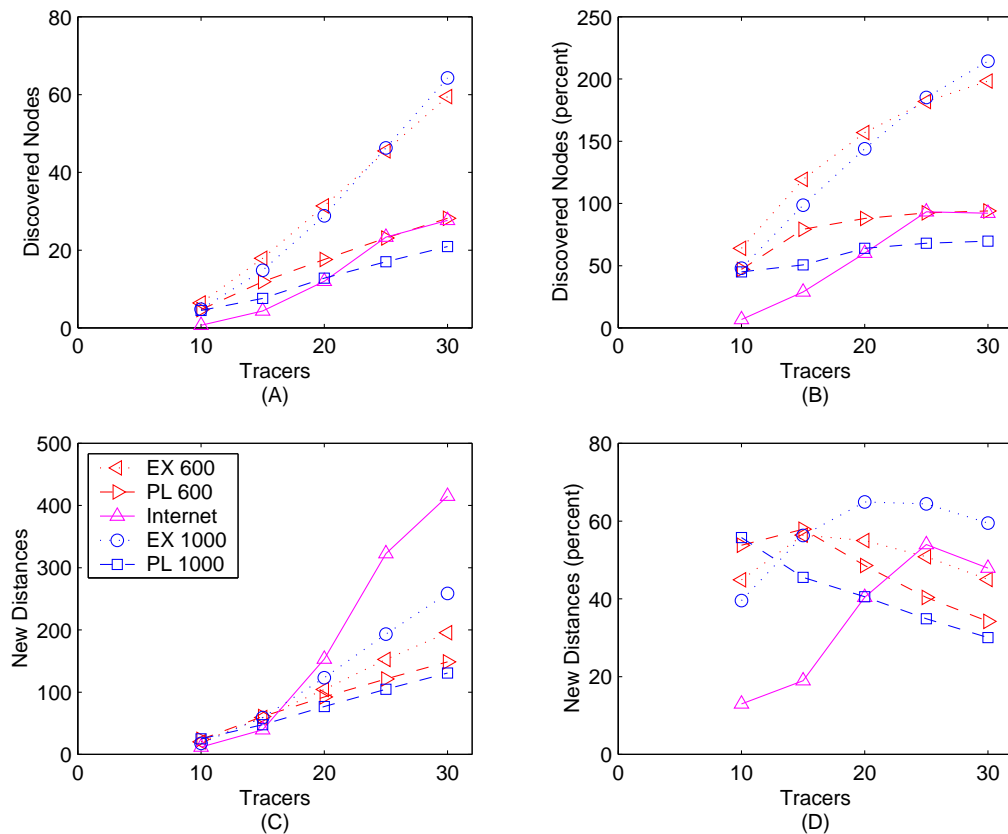 80
60
40
20
0
0
10
20
30
Discovered Nodes
Tracers
(A)
250
200
150
100
50
0
0
10
20
30
Discovered Nodes (percent)
Tracers
(B)
500
400
300
200
100
0
0
10
20
30
New Distances
EX 600
PL 600
Internet
EX 1000
PL 1000
Tracers
(C)
80
60
40
20
0
0
10
20
30
New Distances (percent)
Tracers
(D)